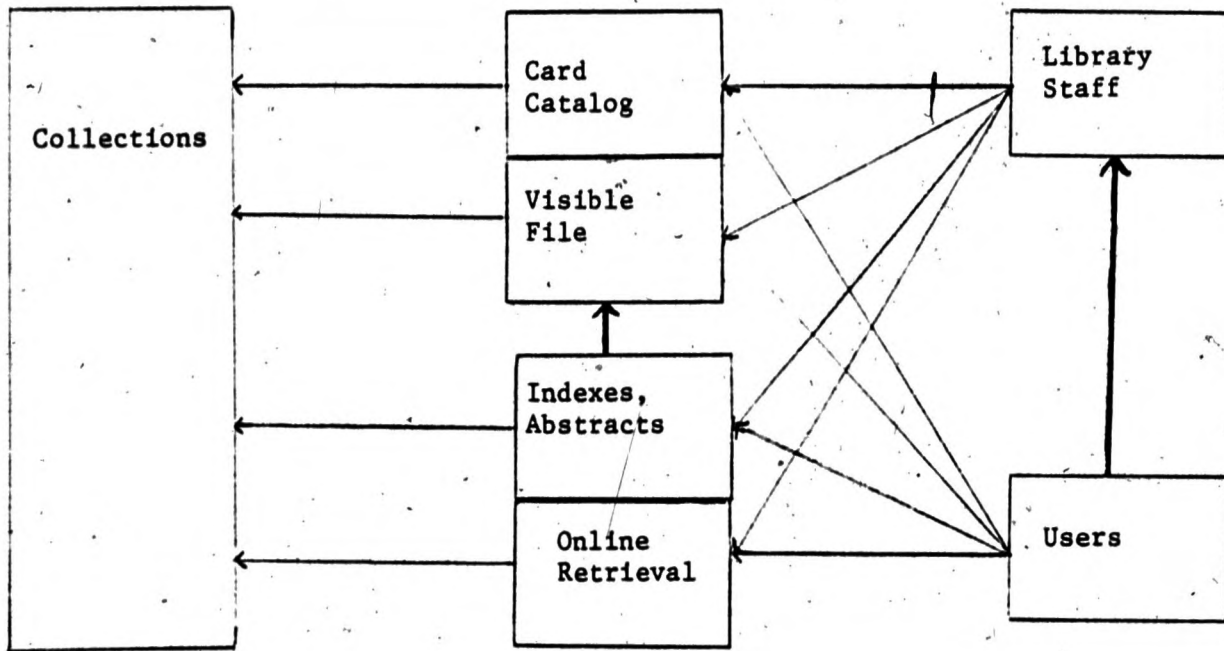 Collections
Card
Catalog
Visible
File
Indexes,
Abstracts
Online
Retrieval
Library
Staff
Users